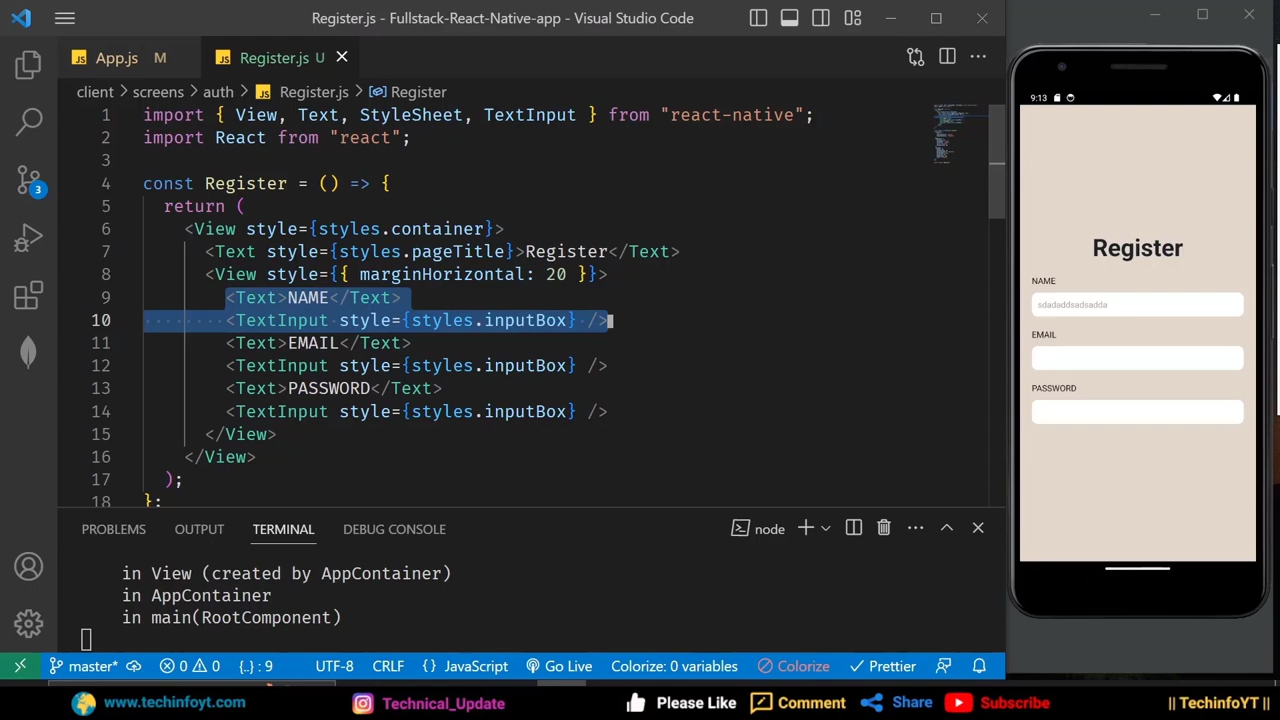 Register.js - Fullstack-React-Native-app - Visual Studio Code
App.js M Register.js U
client > screens > auth > Register.js > Register
1 import { View, Text, StyleSheet, TextInput } from "react-native";
2 import React from "react";
3
4 const Register = () => {
5 return (
6 <View style={styles.container}>
7 <Text style={styles.pageTitle}>Register</Text>
8 <View style={{ marginHorizontal: 20 }}>
9 <Text>NAME</Text>
10 <TextInput style={styles.inputBox} />
11 <Text>EMAIL</Text>
12 <TextInput style={styles.inputBox} />
13 <Text>PASSWORD</Text>
14 <TextInput style={styles.inputBox} />
15 </View>
16 </View>
17 );
18 };
3
PROBLEMS OUTPUT TERMINAL DEBUG CONSOLE node
in View (created by AppContainer)
in AppContainer
in main(RootComponent)
master* 0 0 {..} : 9 UTF-8 CRLF {} JavaScript Go Live Colorize: 0 variables Colorize Prettier
9:13
Register
NAME
sdadaddsadsadda
EMAIL
PASSWORD
www.techinfoyt.com Technical_Update Please Like Comment Share Subscribe || TechinfoYT ||